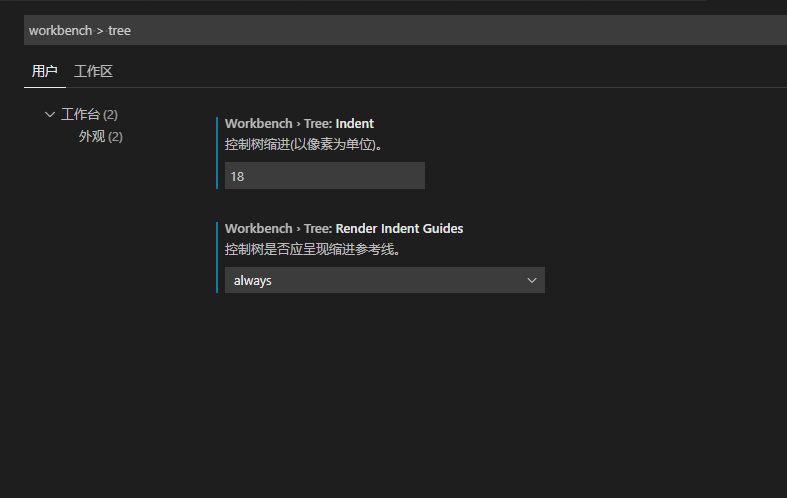 workbench > tree
用户 工作区
工作台 (2)
外观 (2)
Workbench › Tree: Indent
控制树缩进(以像素为单位)。
18
Workbench › Tree: Render Indent Guides
控制树是否应呈现缩进参考线。
always